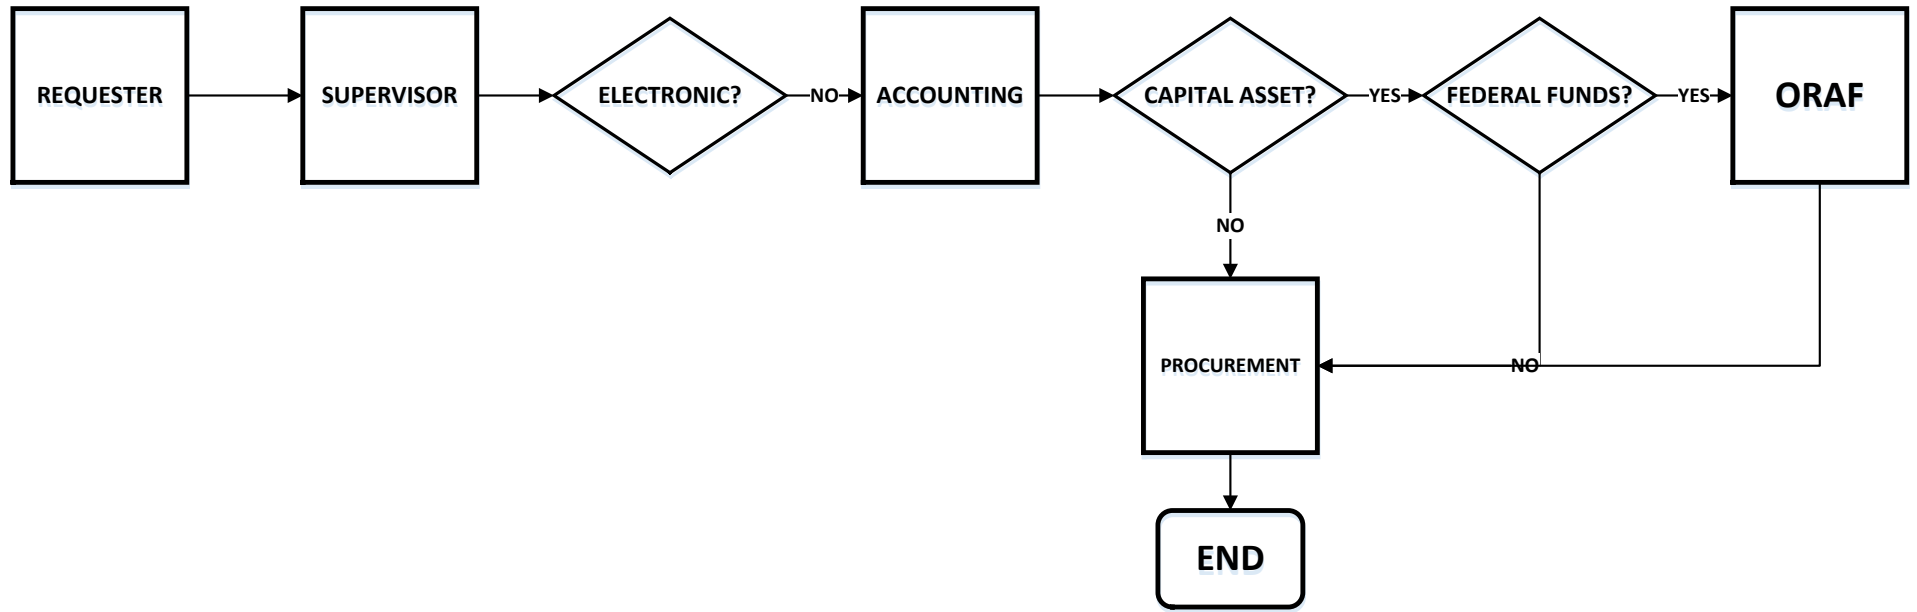 REQUESTER
SUPERVISOR
ELECTRONIC?
NO
ACCOUNTING
CAPITAL ASSET?
YES
FEDERAL FUNDS?
YES
ORAF
NO
PROCUREMENT
NO
END